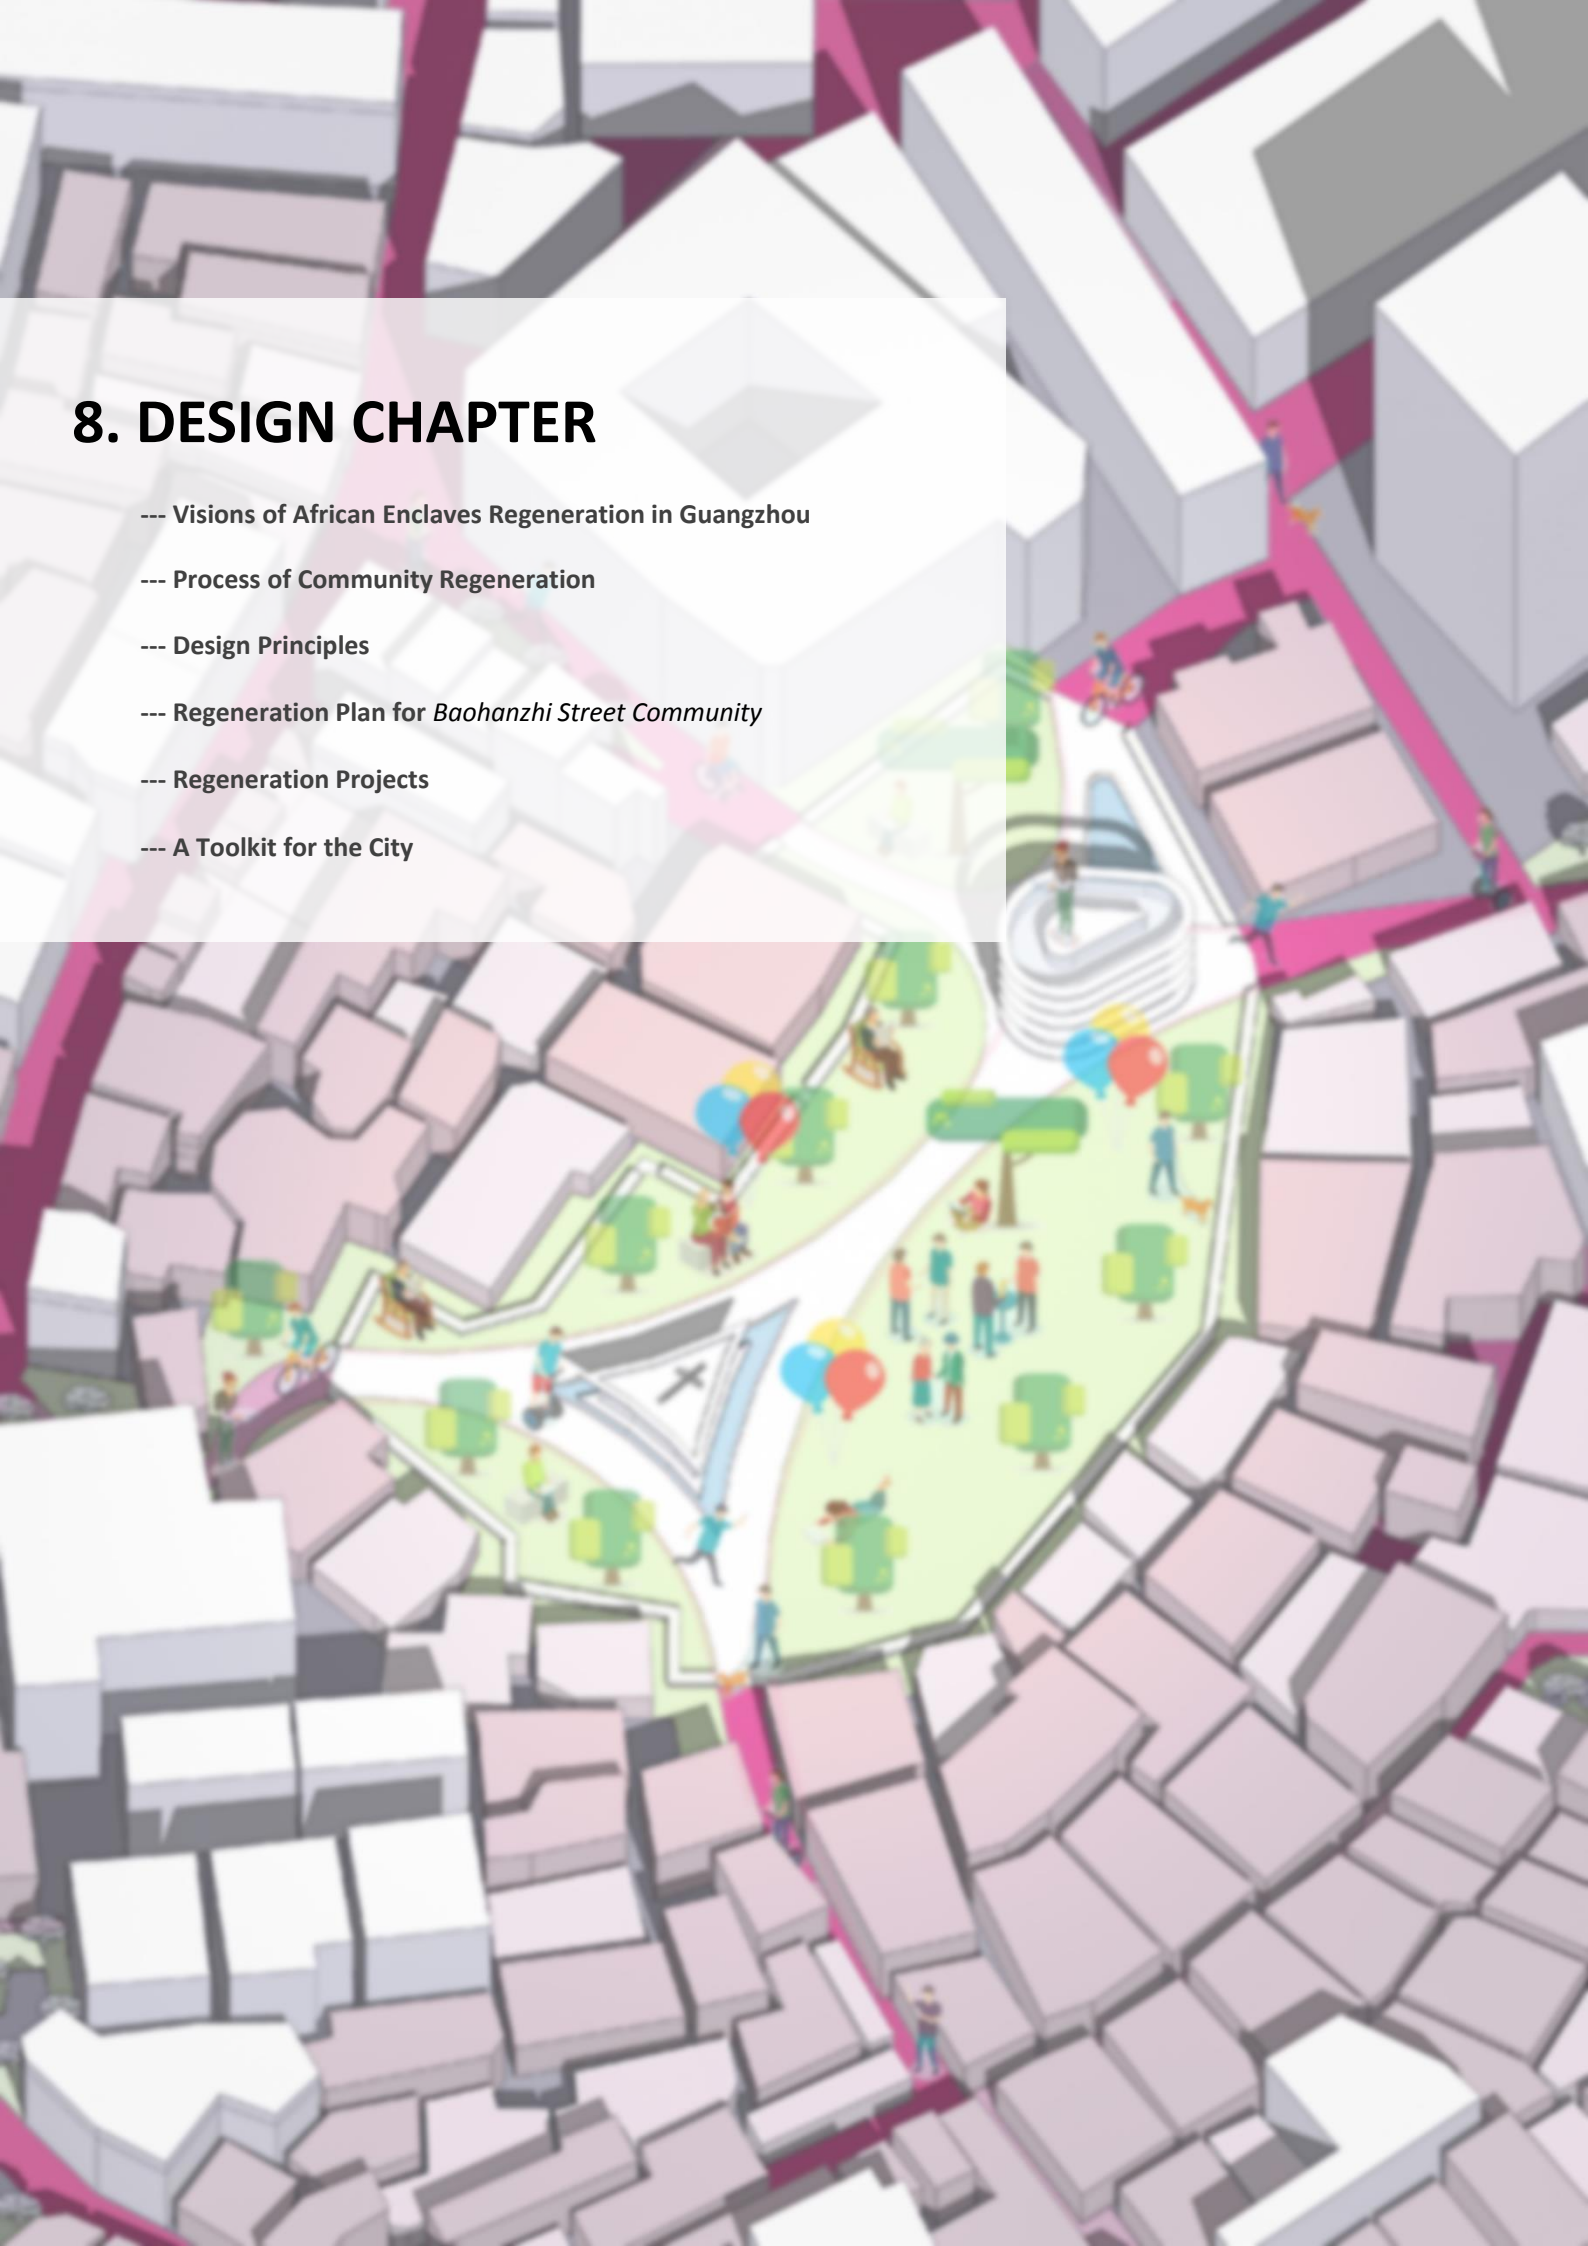 8. DESIGN CHAPTER
--- Visions of African Enclaves Regeneration in Guangzhou
--- Process of Community Regeneration
--- Design Principles
--- Regeneration Plan for Baohanzhi Street Community
--- Regeneration Projects
--- A Toolkit for the City